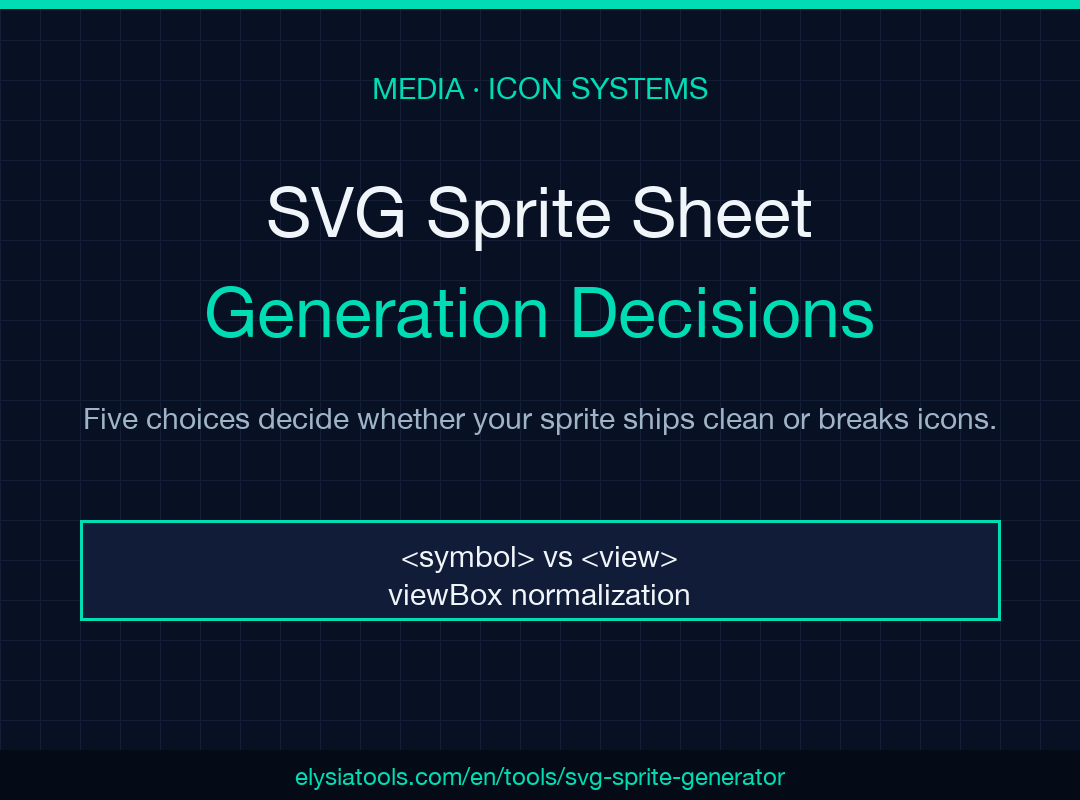 MEDIA · ICON SYSTEMS
SVG Sprite Sheet
Generation Decisions
Five choices decide whether your sprite ships clean or breaks icons.
<symbol> vs <view>
viewBox normalization
elysiatools.com/en/tools/svg-sprite-generator